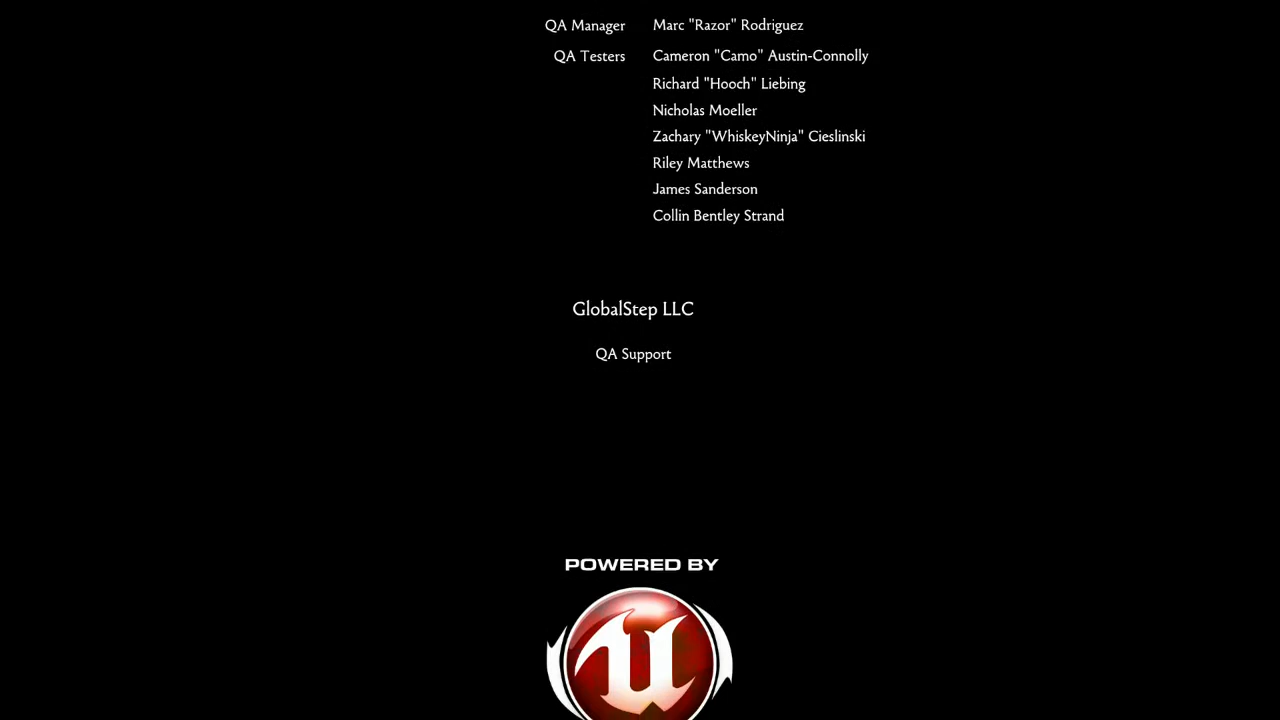 QA Manager Marc "Razor" Rodriguez
QA Testers Cameron "Camo" Austin-Connolly
Richard "Hooch" Liebing
Nicholas Moeller
Zachary "WhiskeyNinja" Cieslinski
Riley Matthews
James Sanderson
Collin Bentley Strand
GlobalStep LLC
QA Support
POWERED BY
U